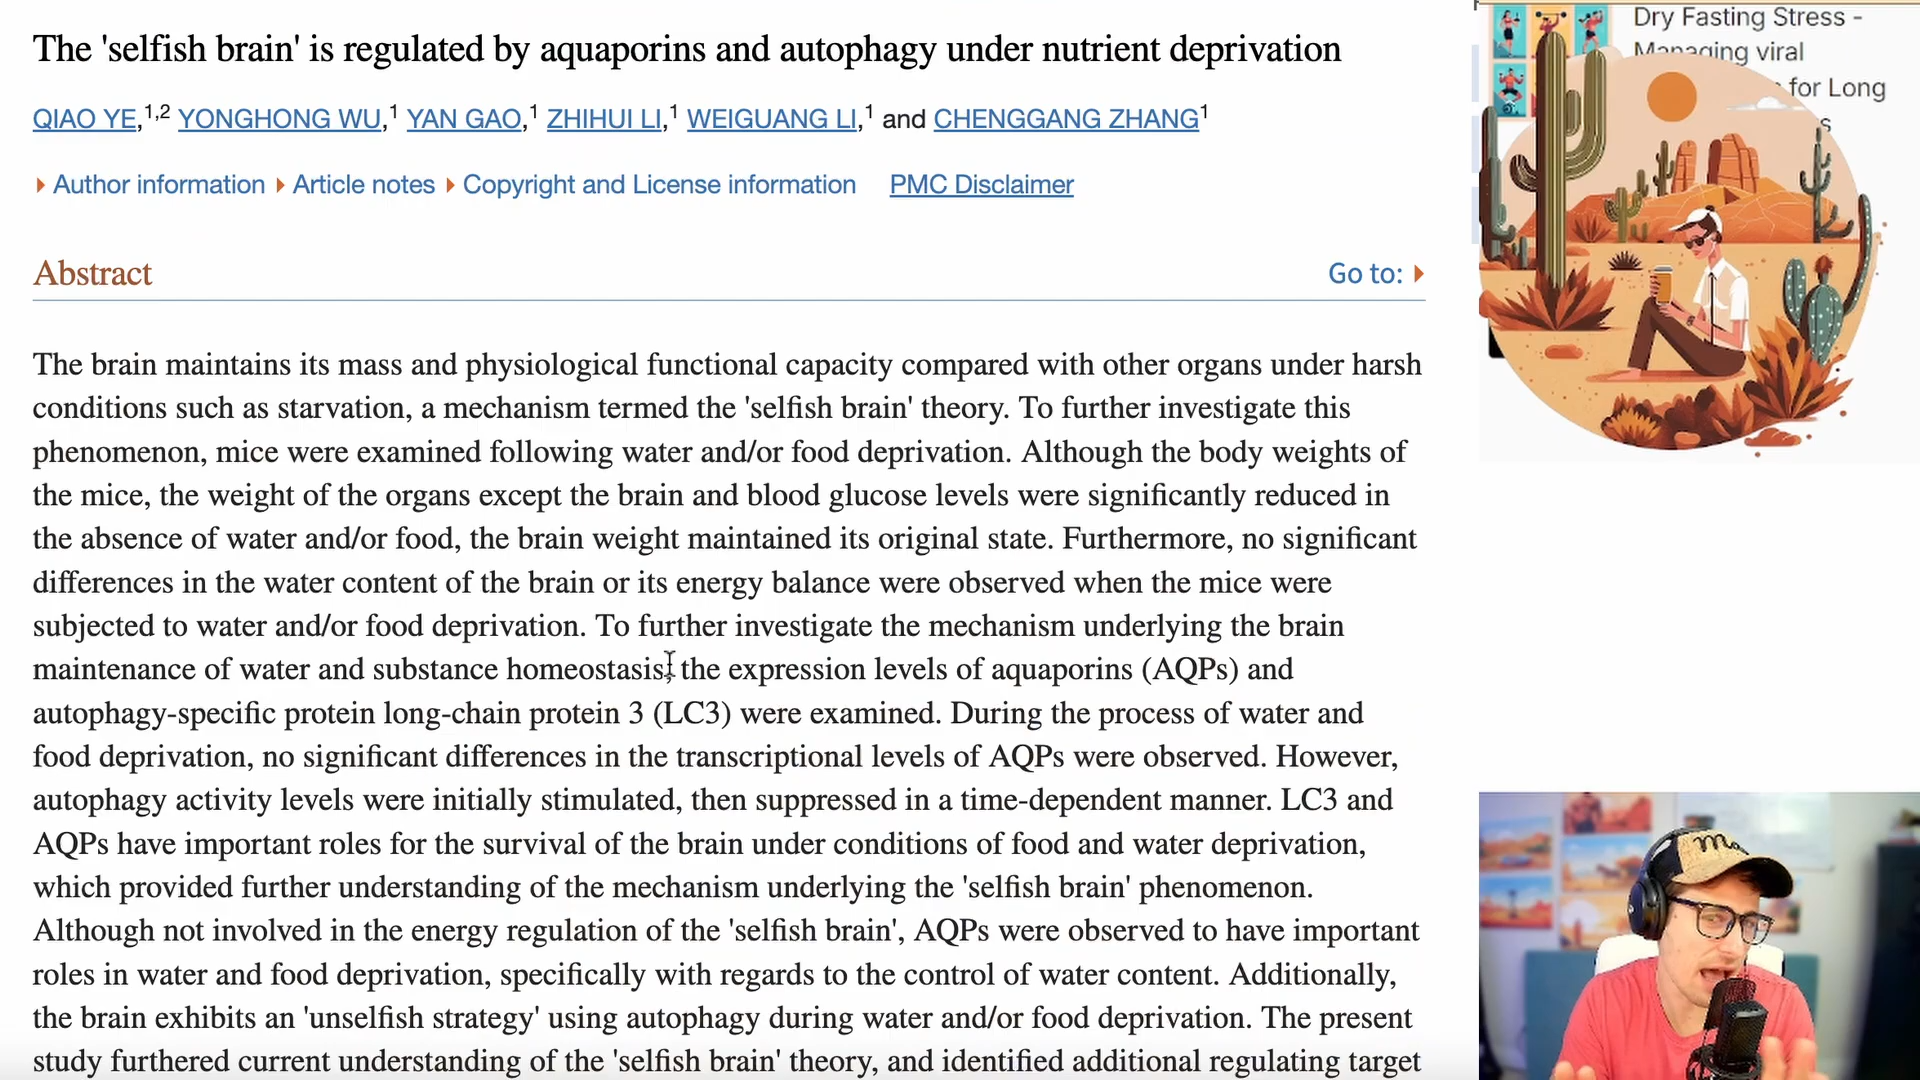 The 'selfish brain' is regulated by aquaporins and autophagy under nutrient deprivation
QIAO YE,1,2 YONGHONG WU,1 YAN GAO,1 ZHIHUI LI,1 WEIGUANG LI,1 and CHENGGANG ZHANG1
Author information Article notes Copyright and License information PMC Disclaimer
Abstract
Go to:
The brain maintains its mass and physiological functional capacity compared with other organs under harsh
conditions such as starvation, a mechanism termed the 'selfish brain' theory. To further investigate this
phenomenon, mice were examined following water and/or food deprivation. Although the body weights of
the mice, the weight of the organs except the brain and blood glucose levels were significantly reduced in
the absence of water and/or food, the brain weight maintained its original state. Furthermore, no significant
differences in the water content of the brain or its energy balance were observed when the mice were
subjected to water and/or food deprivation. To further investigate the mechanism underlying the brain
maintenance of water and substance homeostasis, the expression levels of aquaporins (AQPs) and
autophagy-specific protein long-chain protein 3 (LC3) were examined. During the process of water and
food deprivation, no significant differences in the transcriptional levels of AQPs were observed. However,
autophagy activity levels were initially stimulated, then suppressed in a time-dependent manner. LC3 and
AQPs have important roles for the survival of the brain under conditions of food and water deprivation,
which provided further understanding of the mechanism underlying the 'selfish brain' phenomenon.
Although not involved in the energy regulation of the 'selfish brain', AQPs were observed to have important
roles in water and food deprivation, specifically with regards to the control of water content. Additionally,
the brain exhibits an 'unselfish strategy' using autophagy during water and/or food deprivation. The present
study furthered current understanding of the 'selfish brain' theory, and identified additional regulating target
Dry Fasting Stress -
Managing viral
for Long